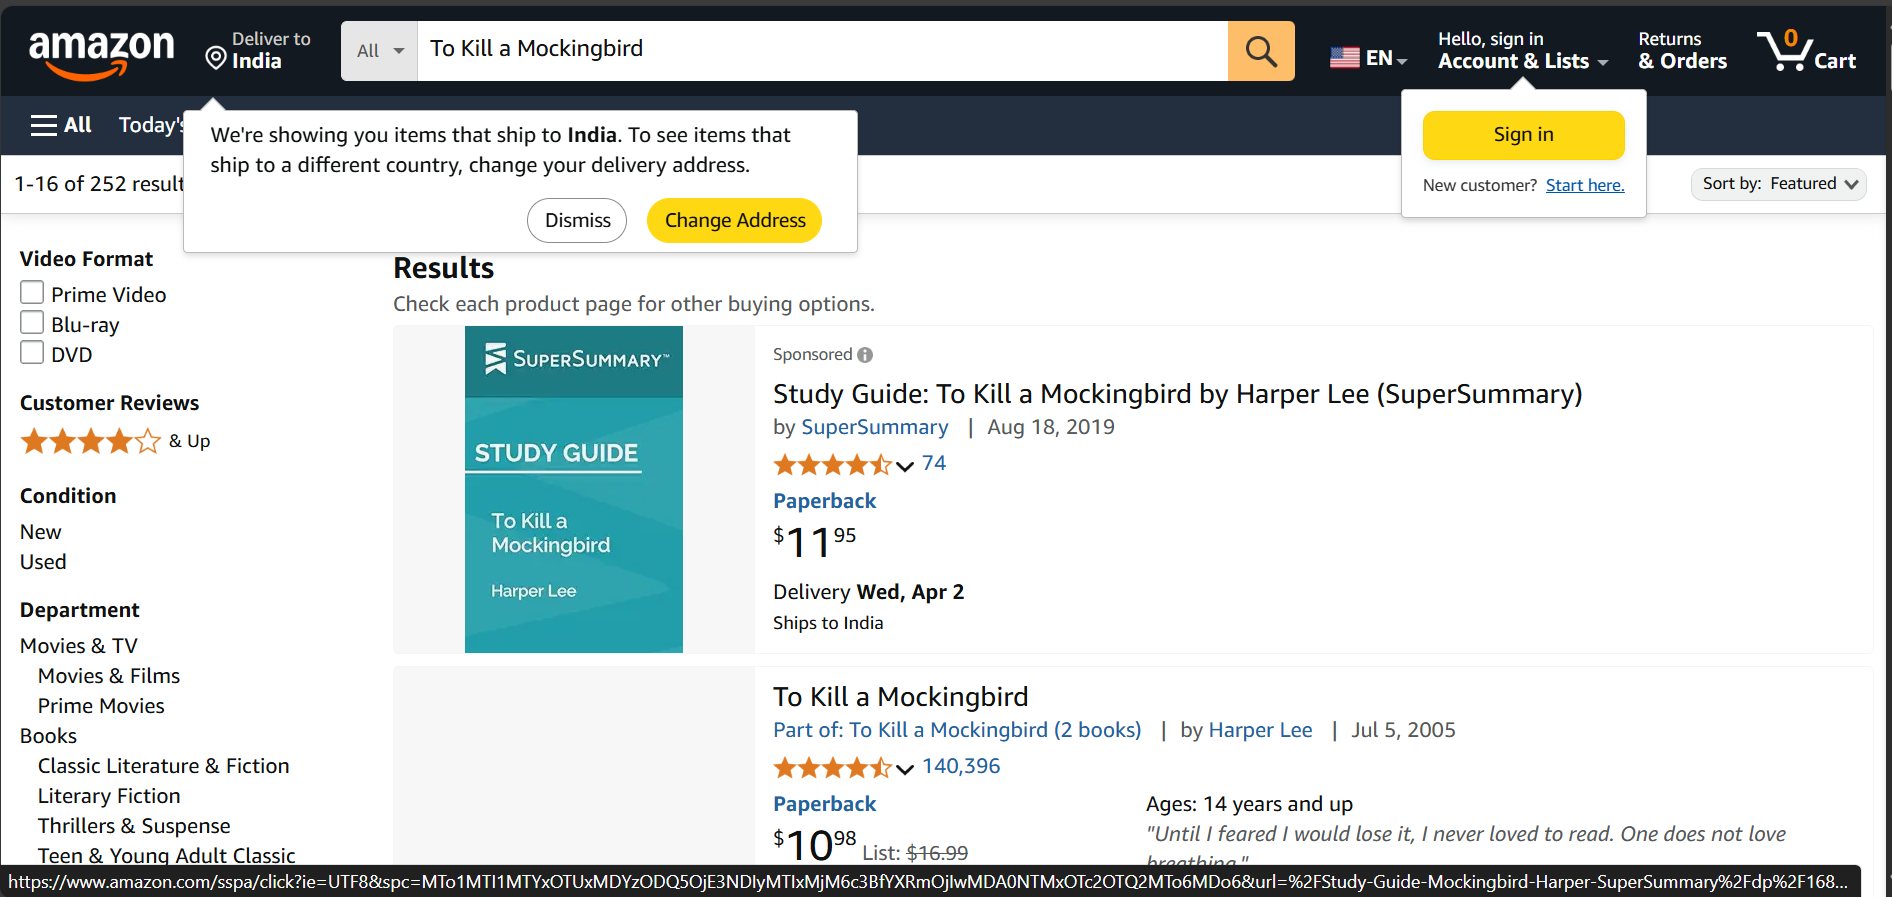 amazon
Deliver to
India
All
To Kill a Mockingbird
EN
Hello, sign in
Account & Lists
Returns
& Orders
0
Cart
All
Today's
We're showing you items that ship to India. To see items that
ship to a different country, change your delivery address.
Dismiss
Change Address
Sign in
New customer? Start here.
1-16 of 252 result
Sort by: Featured
Video Format
Prime Video
Blu-ray
DVD
Customer Reviews
& Up
Condition
New
Used
Department
Movies & TV
Movies & Films
Prime Movies
Books
Classic Literature & Fiction
Literary Fiction
Thrillers & Suspense
Teen & Young Adult Classic
Results
Check each product page for other buying options.
SUPERSUMMARY™
STUDY GUIDE
To Kill a
Mockingbird
Harper Lee
Sponsored
Study Guide: To Kill a Mockingbird by Harper Lee (SuperSummary)
by SuperSummary | Aug 18, 2019
74
Paperback
$11 95
Delivery Wed, Apr 2
Ships to India
To Kill a Mockingbird
Part of: To Kill a Mockingbird (2 books) | by Harper Lee | Jul 5, 2005
140,396
Paperback
$10 98 List: $16.99
Ages: 14 years and up
"Until I feared I would lose it, I never loved to read. One does not love
breathing."
https://www.amazon.com/sspa/click?ie=UTF8&spc=MTo1MTI1MTYxOTUxMDYzODQ5OjE3NDIyMTIxMjM6c3BfYXRmOjIwMDA0NTMxOTc2OTQ2MTo6MDo6&url=%2FStudy-Guide-Mockingbird-Harper-SuperSummary%2Fdp%2F168...